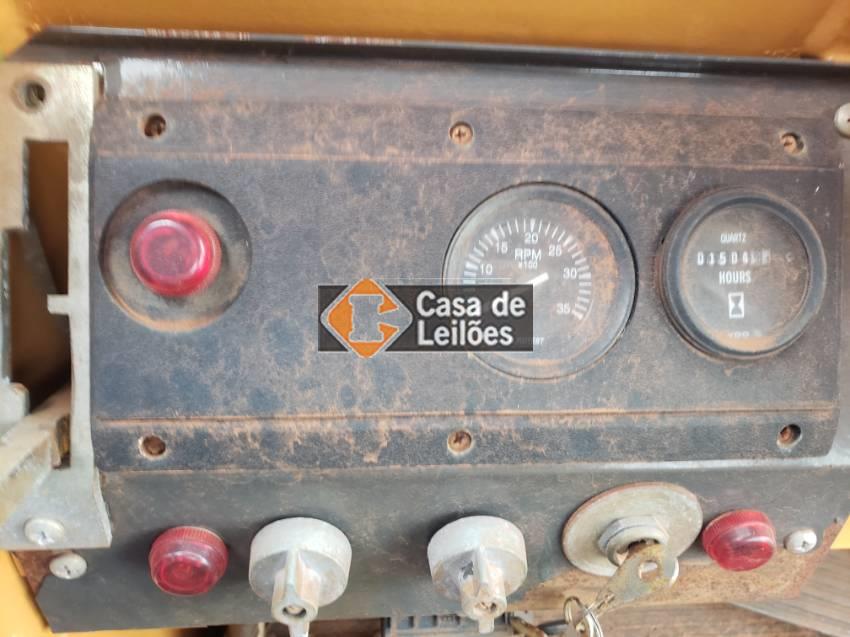 20
15
25
RPM
x100
10
30
35
QUARTZ
HOURS
Casa de
Leilões